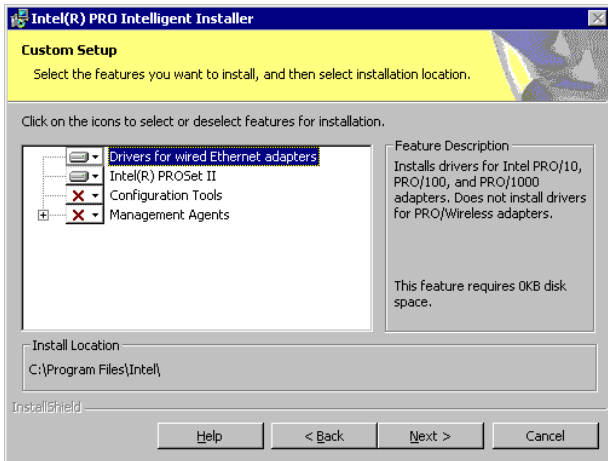 Intel(R) PRO Intelligent Installer
Custom Setup
Select the features you want to install, and then select installation location.
Click on the icons to select or deselect features for installation.
Drivers for wired Ethernet adapters
Intel(R) PROSet II
Configuration Tools
Management Agents
Feature Description
Installs drivers for Intel PRO/10,
PRO/100, and PRO/1000
adapters. Does not install drivers
for PRO/Wireless adapters.
This feature requires 0KB disk
space.
Install Location
C:\Program Files\Intel\
InstallShield
Help
< Back
Next >
Cancel